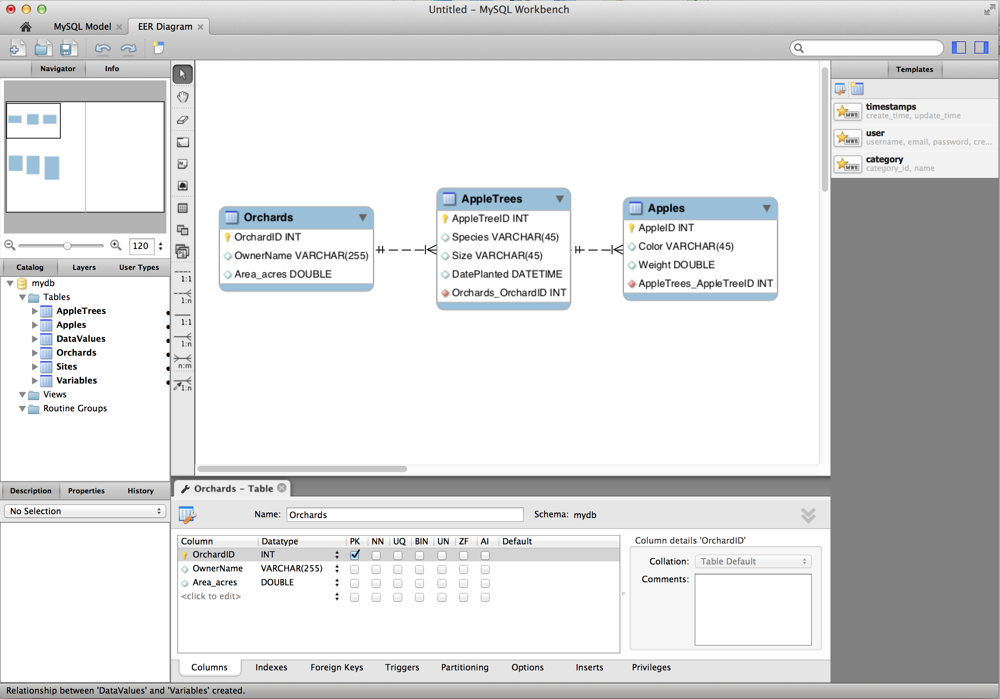 Untitled – MySQL Workbench
MySQL Model
EER Diagram
Navigator Info
120
Catalog Layers User Types
mydb
Tables
AppleTrees
Apples
DataValues
Orchards
Sites
Variables
Views
Routine Groups
Description Properties History
No Selection
L
N
1:1
1:n
1:1
1:n
n:m
1:n
Orchards
OrchardID INT
OwnerName VARCHAR(255)
Area_acres DOUBLE
AppleTrees
AppleTreeID INT
Species VARCHAR(45)
Size VARCHAR(45)
DatePlanted DATETIME
Orchards_OrchardID INT
Apples
AppleID INT
Color VARCHAR(45)
Weight DOUBLE
AppleTrees_AppleTreeID INT
Templates
MWB
timestamps
create_time, update_time
MWB
user
username, email, password, cre...
MWB
category
category_id, name
Orchards – Table
Name: Orchards Schema: mydb
Column Datatype PK NN UQ BIN UN ZF AI Default
OrchardID INT
OwnerName VARCHAR(255)
Area_acres DOUBLE
<click to edit>
Column details 'OrchardID'
Collation: Table Default
Comments:
Columns Indexes Foreign Keys Triggers Partitioning Options Inserts Privileges
Relationship between 'DataValues' and 'Variables' created.